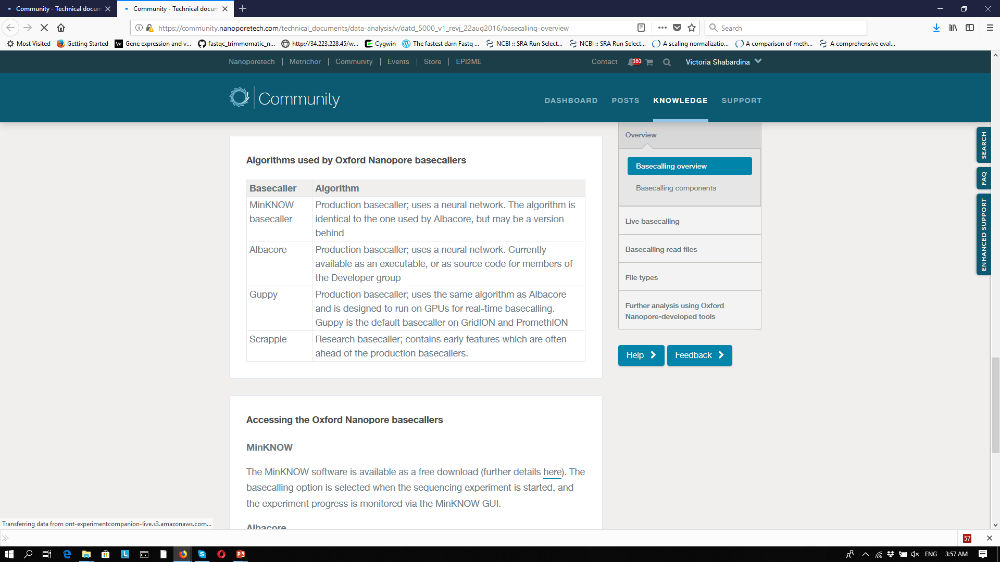 Community - Technical docum
Community - Technical docum
https://community.nanoporetech.com/technical_documents/data-analysis/v/datd_5000_v1_revj_22aug2016/basecalling-overview
Search
Most Visited
Getting Started
Gene expression and v...
fastqc_trimmomatic_n...
http://34.223.228.45/w...
Cygwin
The fastest darn Fastq ...
NCBI :: SRA Run Select...
NCBI :: SRA Run Select...
A scaling normalizatio...
A comparison of meth...
A comprehensive eval...
Nanoporetech
Metrichor
Community
Events
Store
EPI2ME
Contact
360
Victoria Shabardina
Community
DASHBOARD
POSTS
KNOWLEDGE
SUPPORT
Algorithms used by Oxford Nanopore basecallers
Basecaller
Algorithm
MinKNOW
basecaller
Production basecaller; uses a neural network. The algorithm is
identical to the one used by Albacore, but may be a version
behind
Albacore
Production basecaller; uses a neural network. Currently
available as an executable, or as source code for members of
the Developer group
Guppy
Production basecaller; uses the same algorithm as Albacore
and is designed to run on GPUs for real-time basecalling.
Guppy is the default basecaller on GridION and PromethION
Scrappie
Research basecaller; contains early features which are often
ahead of the production basecallers.
Accessing the Oxford Nanopore basecallers
MinKNOW
The MinKNOW software is available as a free download (further details here). The
basecalling option is selected when the sequencing experiment is started, and
the experiment progress is monitored via the MinKNOW GUI.
Albacore
Overview
Basecalling overview
Basecalling components
Live basecalling
Basecalling read files
File types
Further analysis using Oxford
Nanopore-developed tools
Help
Feedback
SEARCH
FAQ
ENHANCED SUPPORT
Transferring data from ont-experimentcompanion-live.s3.amazonaws.com...
57
ENG
3:57 AM